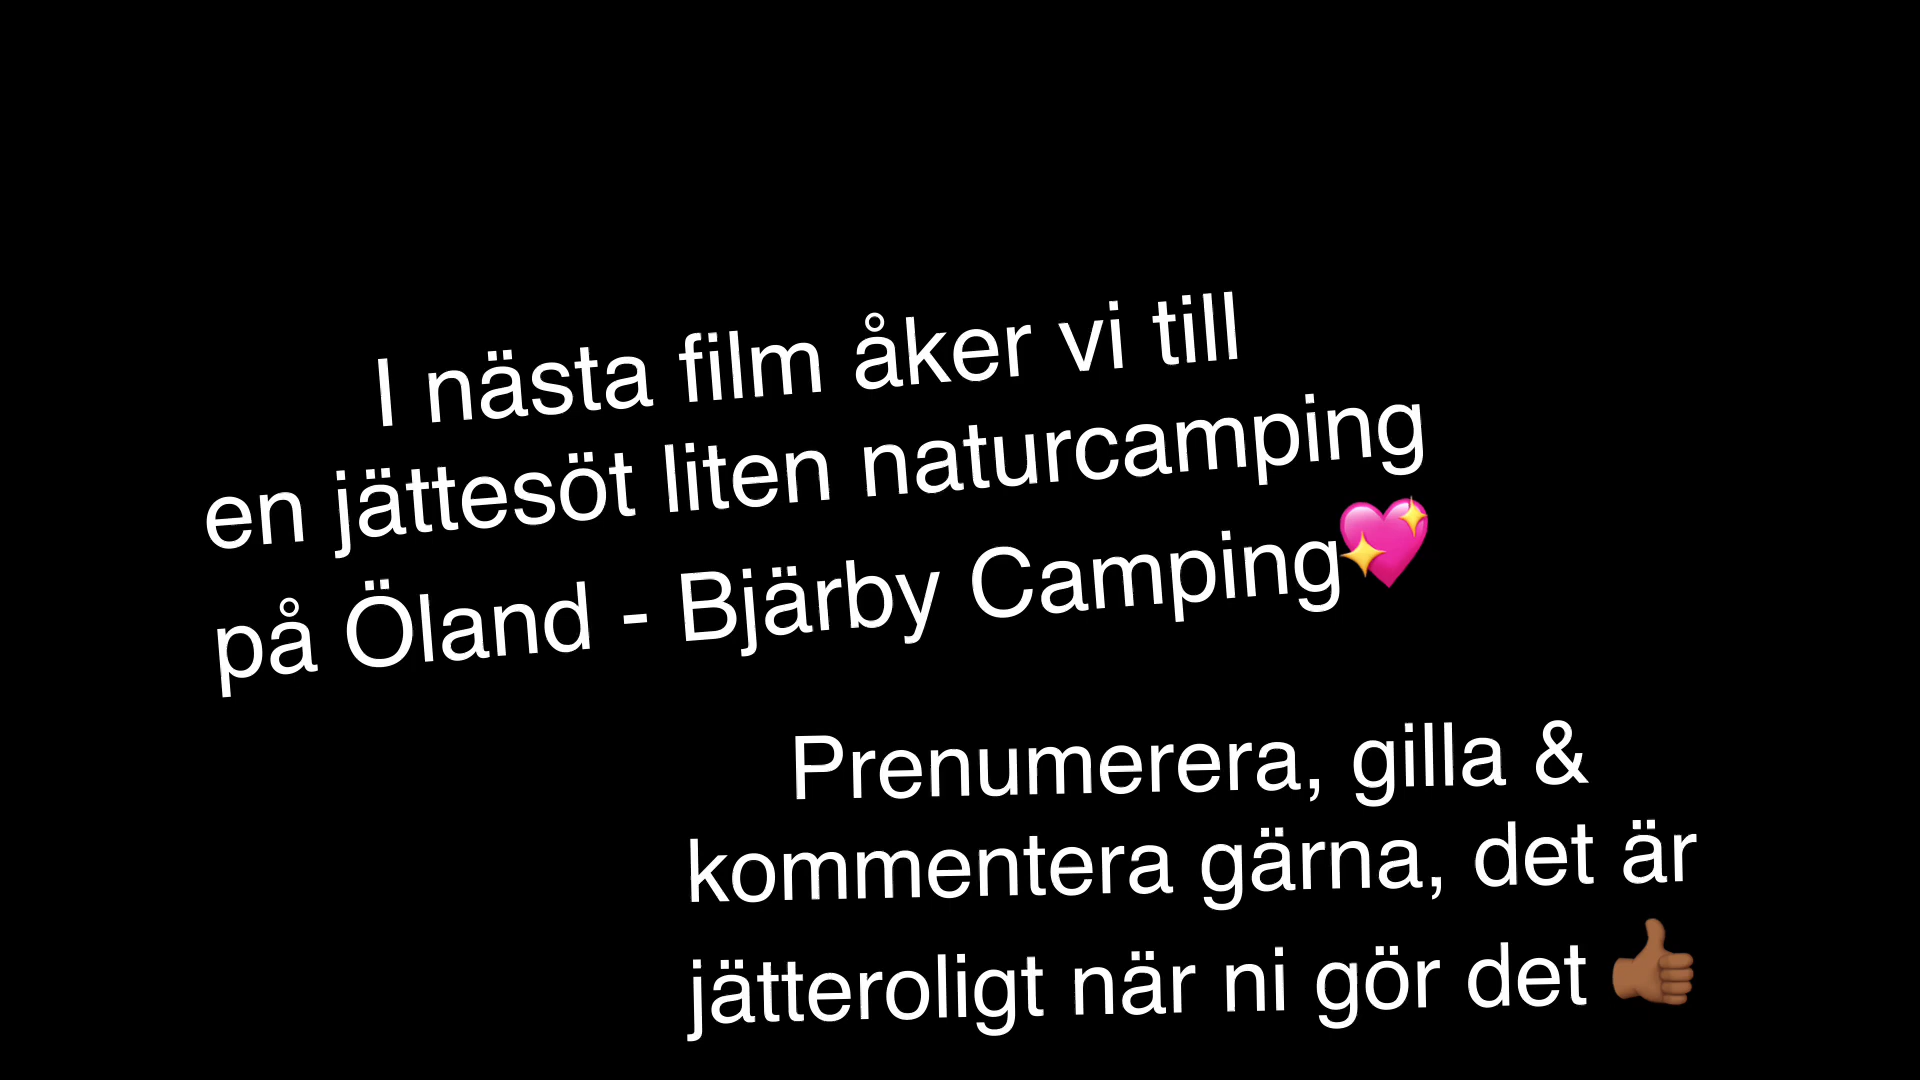 I nästa film åker vi till
en jättesöt liten naturcamping
på Öland - Bjärby Camping💖
Prenumerera, gilla &
kommentera gärna, det är
jätteroligt när ni gör det 👍🏾